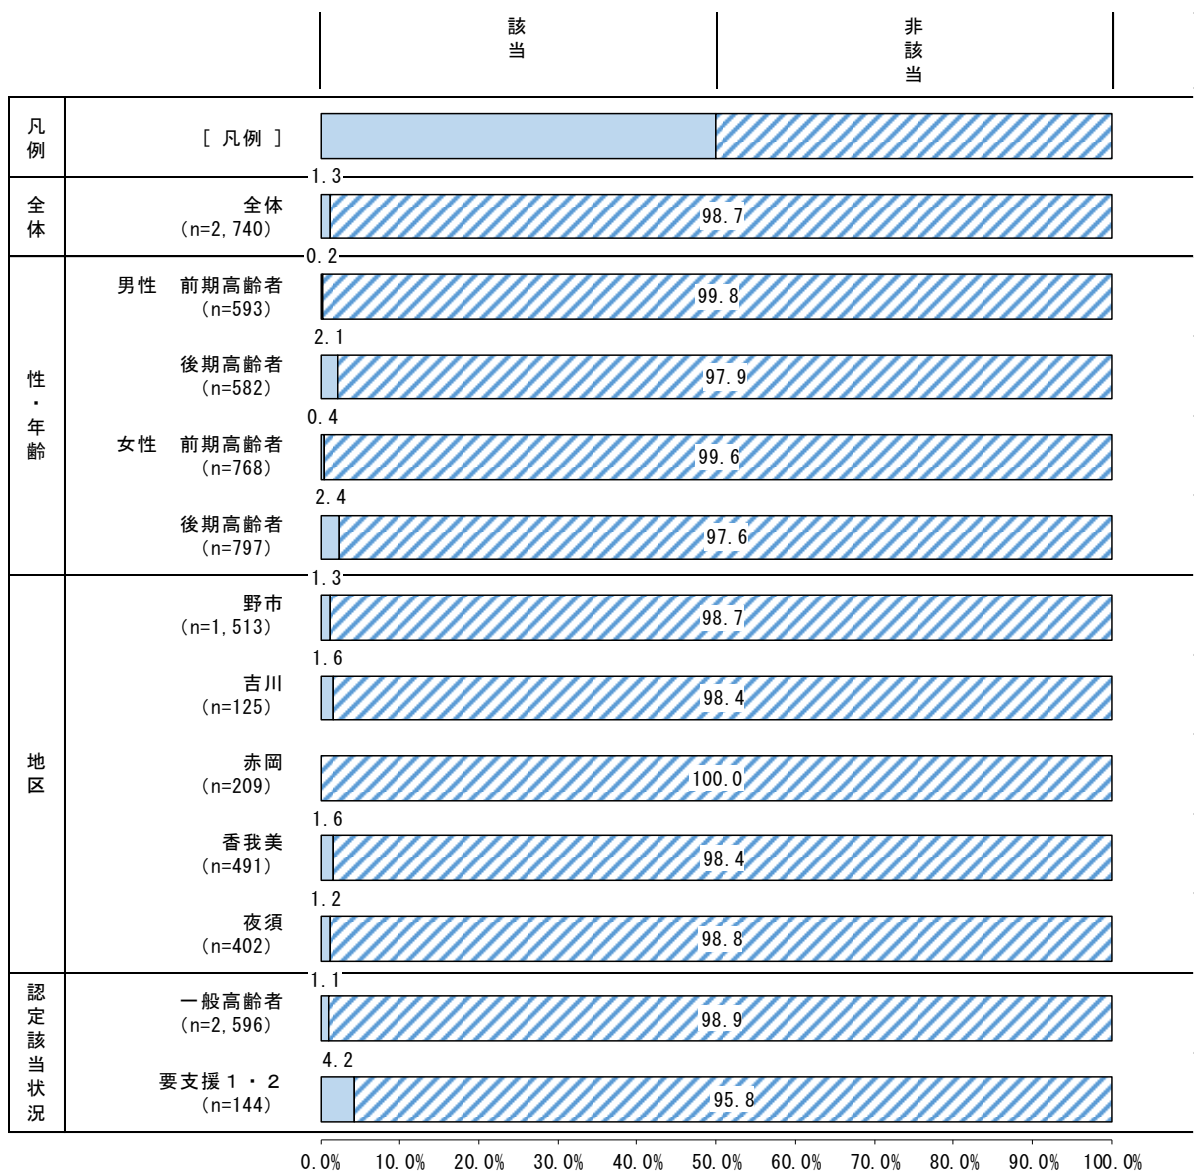 該当
非該当
凡例
[ 凡例 ]
全体
1.3
全体
(n=2,740)
98.7
性・年齢
0.2
男性　前期高齢者
(n=593)
99.8
2.1
後期高齢者
(n=582)
97.9
0.4
女性　前期高齢者
(n=768)
99.6
2.4
後期高齢者
(n=797)
97.6
地区
1.3
野市
(n=1,513)
98.7
1.6
吉川
(n=125)
98.4
赤岡
(n=209)
100.0
1.6
香我美
(n=491)
98.4
1.2
夜須
(n=402)
98.8
認定該当状況
1.1
一般高齢者
(n=2,596)
98.9
4.2
要支援１・２
(n=144)
95.8
0.0% 10.0% 20.0% 30.0% 40.0% 50.0% 60.0% 70.0% 80.0% 90.0% 100.0%